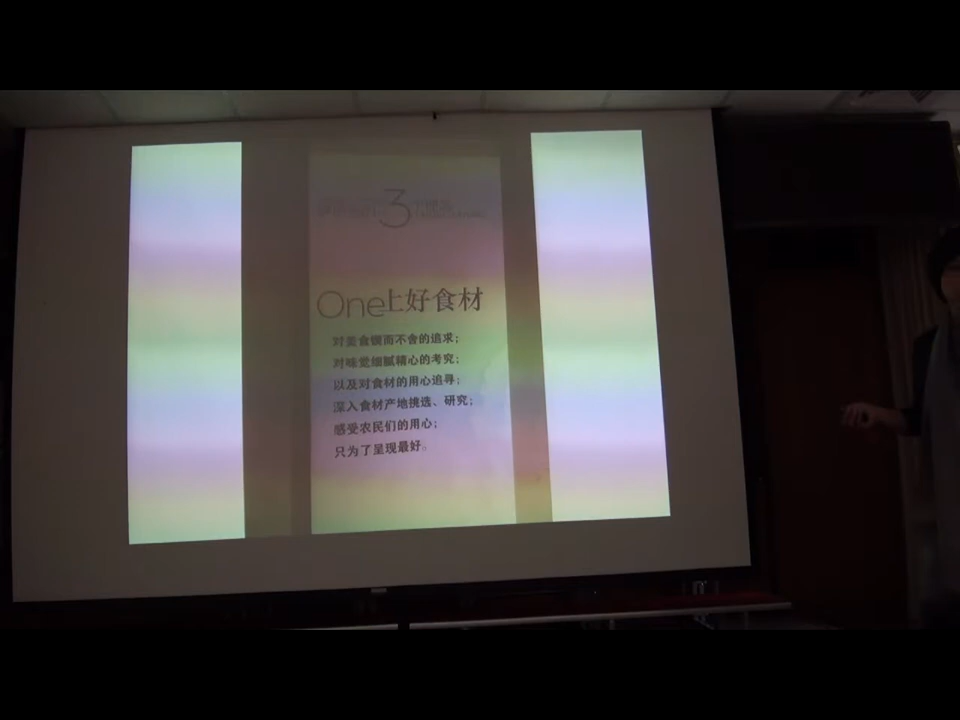 3
One上好食材
对美食锲而不舍的追求；
对味觉细腻精心的考究；
以及对食材的用心追寻；
深入食材产地挑选、研究；
感受农民们的用心；
只为了呈现最好。